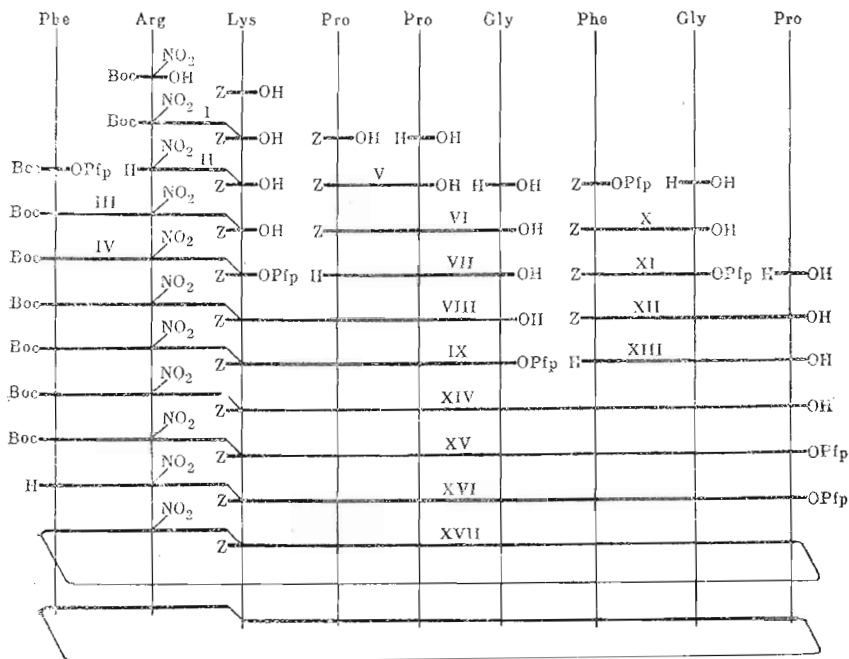 Phe Arg Lys Pro Pro Gly Phe Gly Pro
NO2
Boc OH
Z OH
NO2 I
Boc
Z OH Z OH H OH
NO2 II
Boc OPfp H
Z OH Z V OH H OH Z OPfp H OH
III NO2
Boc
Z OH Z VI OH Z X OH
IV NO2
Boc
Z OPfp H VII OH Z XI OPfp H OH
NO2
Boc
VIII OH Z XII OH
NO2
Boc
Z IX OPfp H XIII OH
NO2
Boc
Z XIV OH
NO2
Boc
Z XV OPfp
NO2
H
Z XVI OPfp
NO2
Z XVII